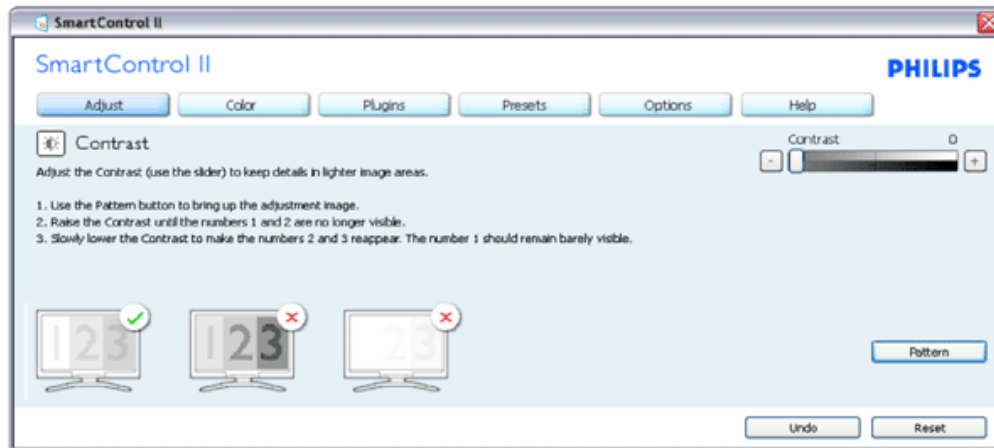 SmartControl II
SmartControl II
PHILIPS
Adjust Color Plugins Presets Options Help
Contrast
Contrast 0
- +
Adjust the Contrast (use the slider) to keep details in lighter image areas.
1. Use the Pattern button to bring up the adjustment image.
2. Raise the Contrast until the numbers 1 and 2 are no longer visible.
3. Slowly lower the Contrast to make the numbers 2 and 3 reappear. The number 1 should remain barely visible.
123 123 23
Pattern
Undo Reset